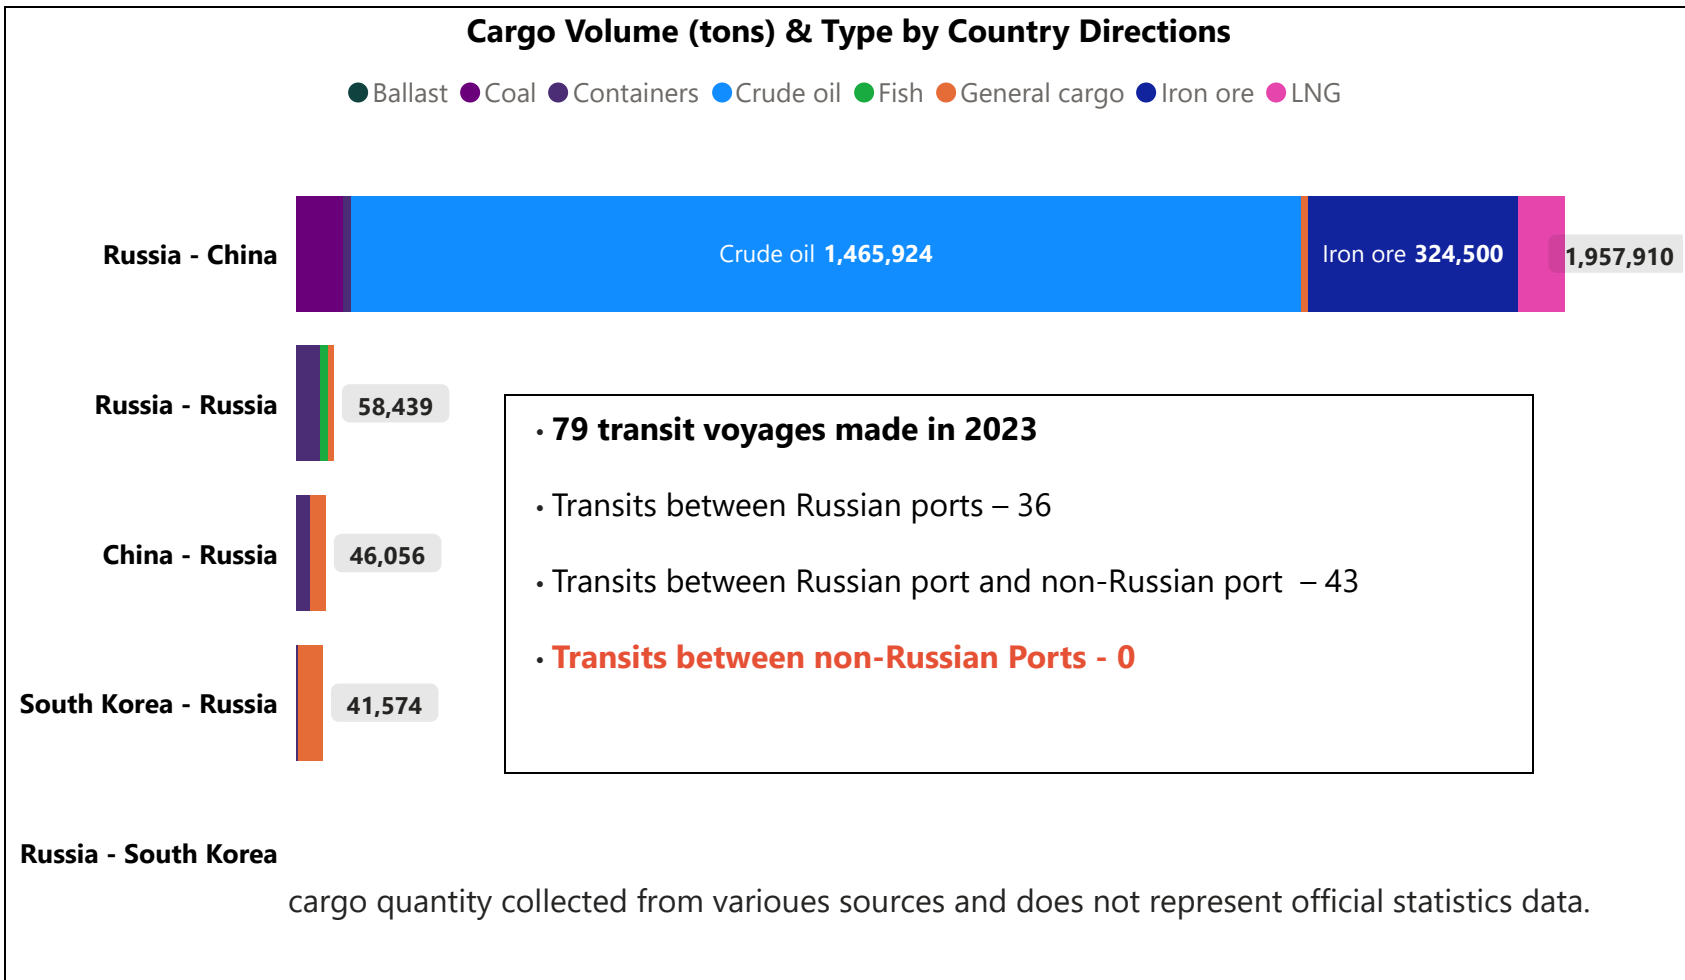 Cargo Volume (tons) & Type by Country Directions
Ballast Coal Containers Crude oil Fish General cargo Iron ore LNG
Russia - China
Crude oil 1,465,924
Iron ore 324,500
1,957,910
Russia - Russia
58,439
China - Russia
46,056
South Korea - Russia
41,574
Russia - South Korea
• 79 transit voyages made in 2023
• Transits between Russian ports – 36
• Transits between Russian port and non-Russian port – 43
• Transits between non-Russian Ports - 0
cargo quantity collected from varioues sources and does not represent official statistics data.